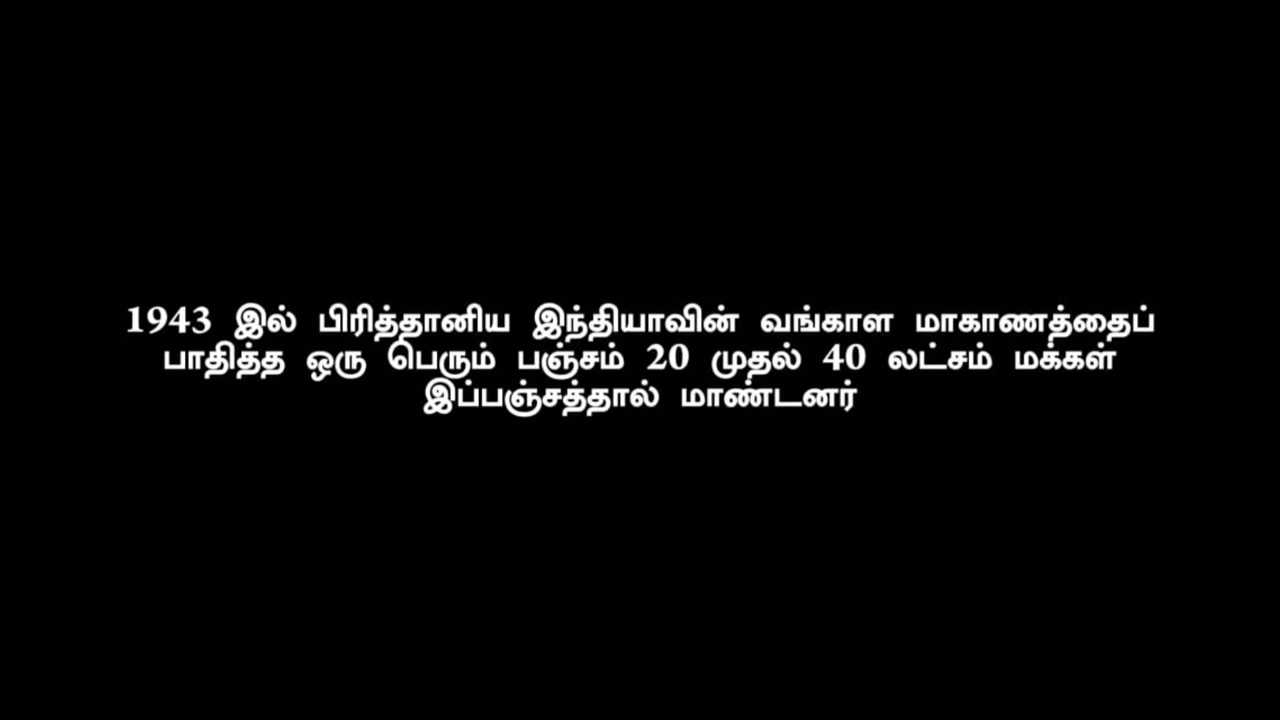 1943 இல் பிரித்தானிய இந்தியாவின் வங்காள மாகாணத்தைப்
பாதித்த ஒரு பெரும் பஞ்சம் 20 முதல் 40 லட்சம் மக்கள்
இப்பஞ்சத்தால் மாண்டனர்